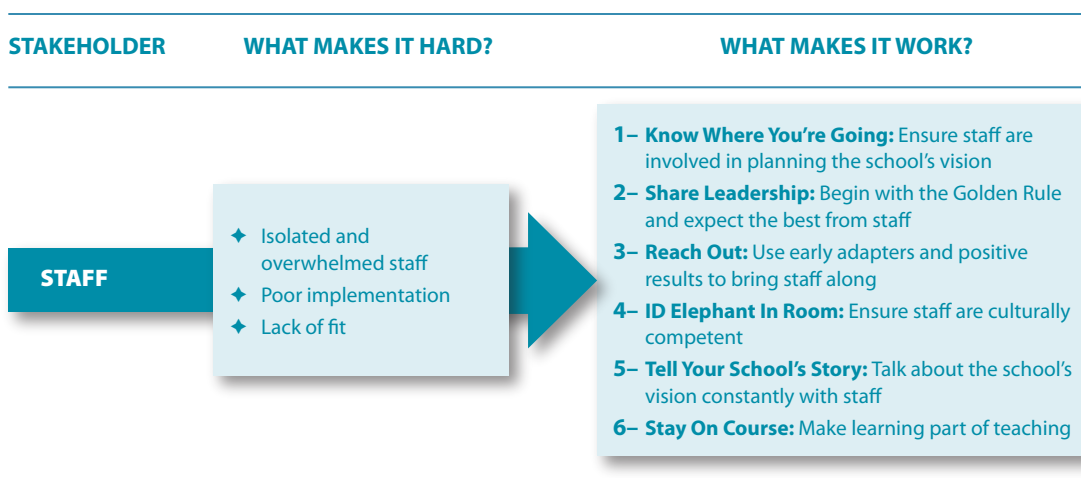 STAKEHOLDER WHAT MAKES IT HARD? WHAT MAKES IT WORK?
STAFF
✦ Isolated and
overwhelmed staff
✦ Poor implementation
✦ Lack of fit
1– Know Where You're Going: Ensure staff are
involved in planning the school's vision
2– Share Leadership: Begin with the Golden Rule
and expect the best from staff
3– Reach Out: Use early adapters and positive
results to bring staff along
4– ID Elephant In Room: Ensure staff are culturally
competent
5– Tell Your School's Story: Talk about the school's
vision constantly with staff
6– Stay On Course: Make learning part of teaching